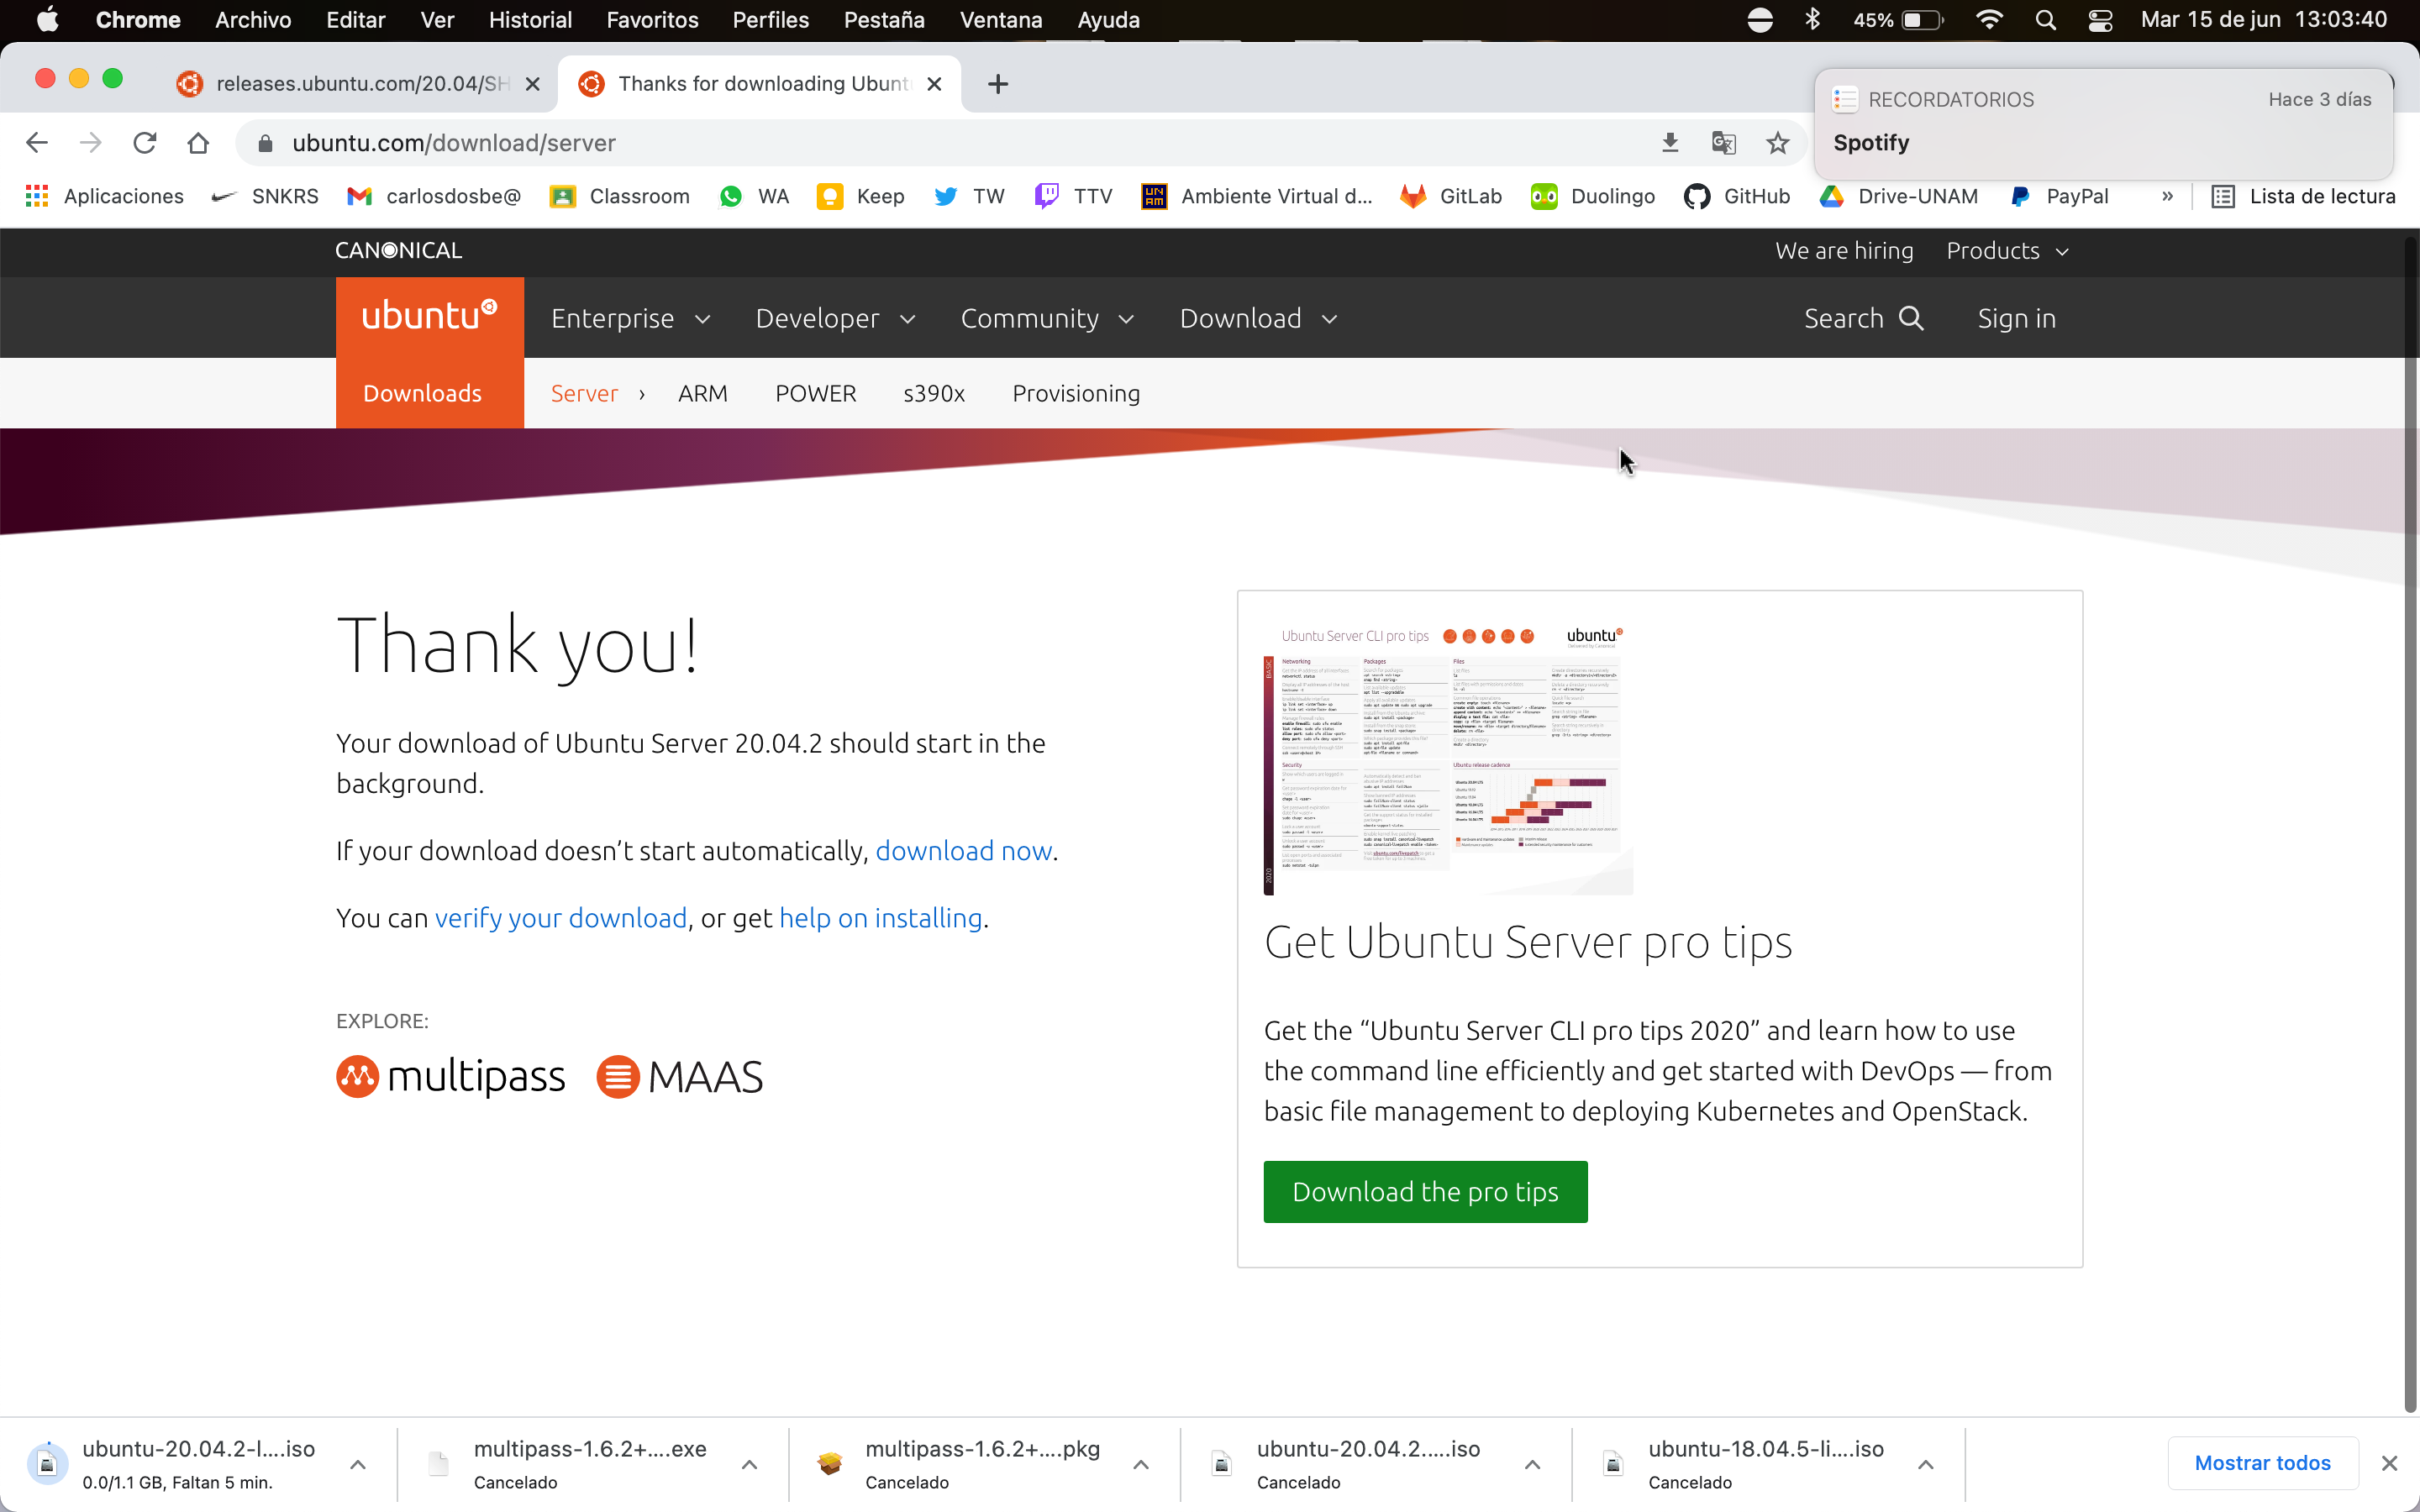 Chrome Archivo Editar Ver Historial Favoritos Perfiles Pestaña Ventana Ayuda 45% Mar 15 de jun 13:03:40
releases.ubuntu.com/20.04/SH Thanks for downloading Ubunt
RECORDATORIOS Hace 3 días
Spotify
ubuntu.com/download/server
Aplicaciones SNKRS carlosdosbe@ Classroom WA Keep TW TTV Ambiente Virtual d... GitLab Duolingo GitHub Drive-UNAM PayPal » Lista de lectura
CANONICAL We are hiring Products
ubuntu Enterprise Developer Community Download Search Sign in
Downloads Server › ARM POWER s390x Provisioning
Thank you!
Your download of Ubuntu Server 20.04.2 should start in the
background.
If your download doesn’t start automatically, download now.
You can verify your download, or get help on installing.
EXPLORE:
multipass MAAS
Ubuntu Server CLI pro tips ubuntu
Networking Packages Files
Security
Ubuntu release cadence
BASIC
2020
Get Ubuntu Server pro tips
Get the “Ubuntu Server CLI pro tips 2020” and learn how to use
the command line efficiently and get started with DevOps — from
basic file management to deploying Kubernetes and OpenStack.
Download the pro tips
ubuntu-20.04.2-l....iso multipass-1.6.2+....exe multipass-1.6.2+....pkg ubuntu-20.04.2.....iso ubuntu-18.04.5-li....iso Mostrar todos
0.0/1.1 GB, Faltan 5 min. Cancelado Cancelado Cancelado Cancelado